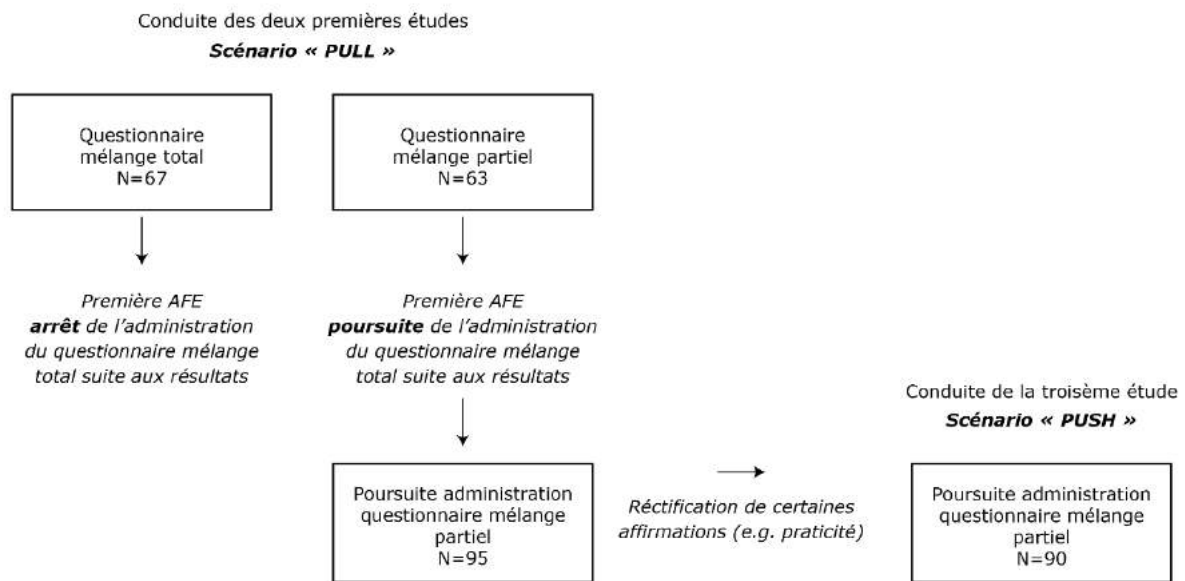 Conduite des deux premières études
Scénario « PULL »
Questionnaire
mélange total
N=67
Questionnaire
mélange partiel
N=63
Première AFE
arrêt de l'administration
du questionnaire mélange
total suite aux résultats
Première AFE
poursuite de l'administration
du questionnaire mélange
total suite aux résultats
Conduite de la troisème étude
Scénario « PUSH »
Poursuite administration
questionnaire mélange
partiel
N=95
Réctification de certaines
affirmations (e.g. praticité)
Poursuite administration
questionnaire mélange
partiel
N=90